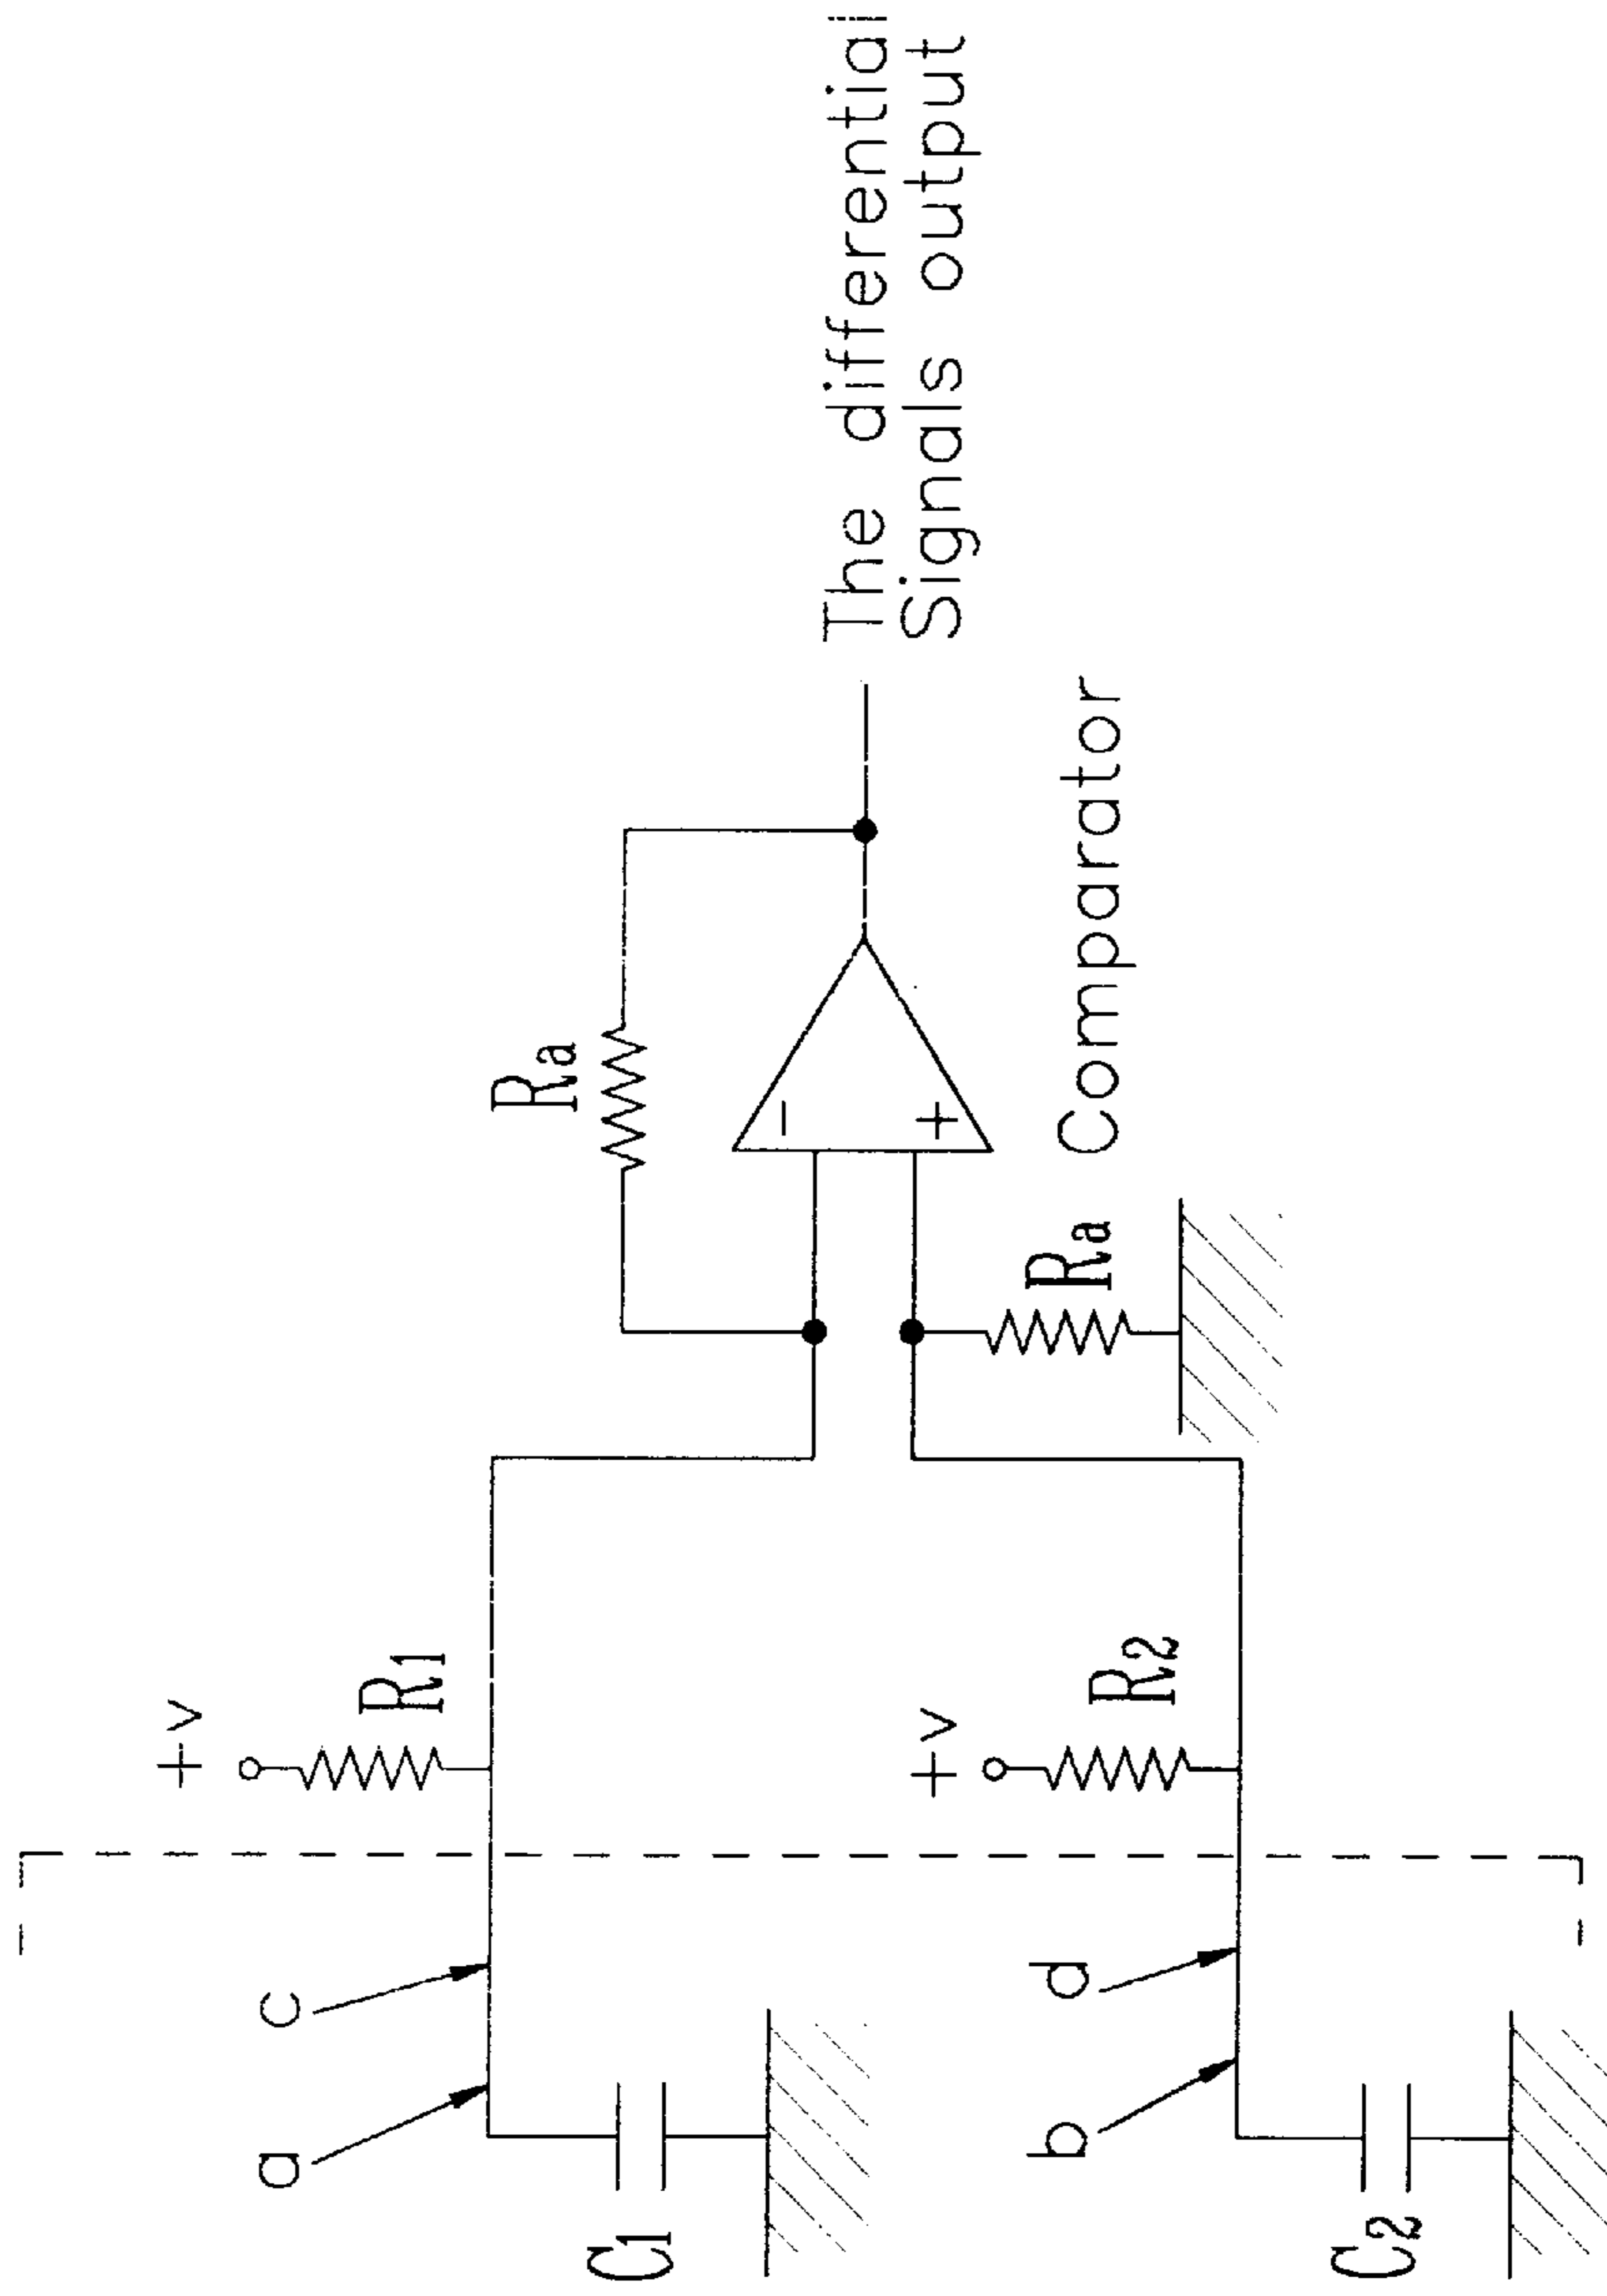 +v
a
c
R1
Ra
C1
The differential
Signals output
+v
b
d
R2
Ra
Comparator
C2
-
+